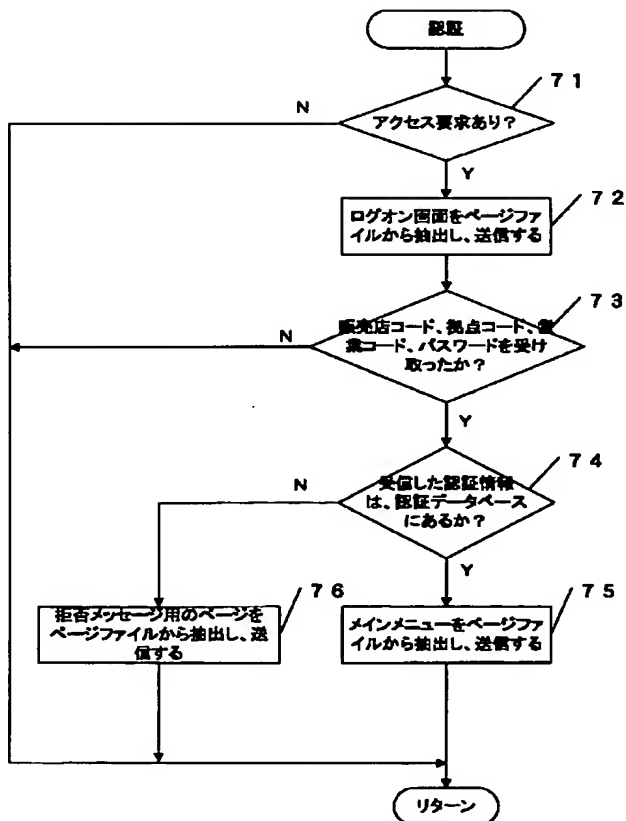 認証
71
N
アクセス要求あり?
Y
72
ログオン画面をページファ
イルから抽出し、送信する
73
販売店コード、拠点コード、営
業コード、パスワードを受け
取ったか?
N
Y
74
受信した認証情報
は、認証データベース
にあるか?
N
Y
76
75
拒否メッセージ用のページを
ページファイルから抽出し、送
信する
メインメニューをページファ
イルから抽出し、送信する
リターン